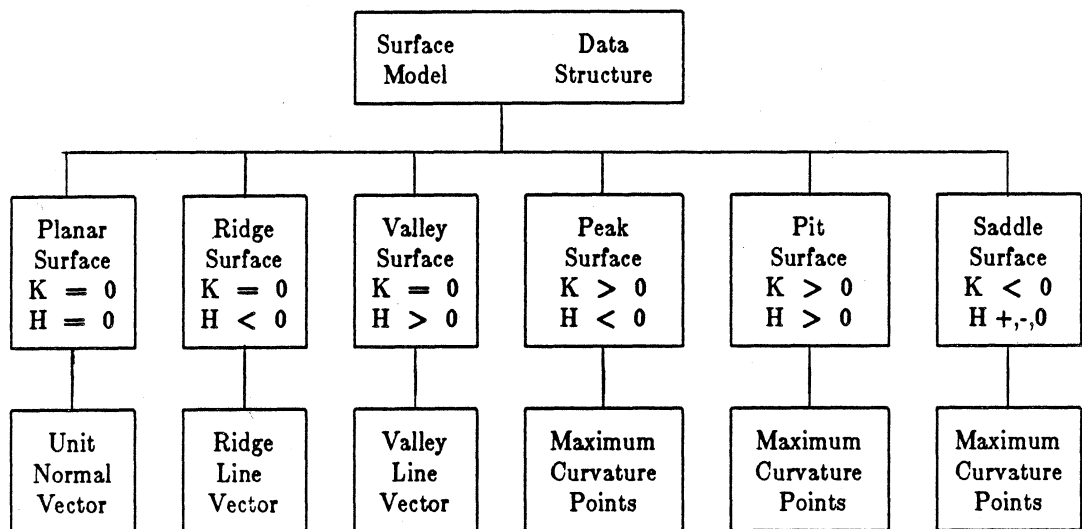 Surface Data
Model Structure
Planar
Surface
K = 0
H = 0
Ridge
Surface
K = 0
H < 0
Valley
Surface
K = 0
H > 0
Peak
Surface
K > 0
H < 0
Pit
Surface
K > 0
H > 0
Saddle
Surface
K < 0
H +,-,0
Unit
Normal
Vector
Ridge
Line
Vector
Valley
Line
Vector
Maximum
Curvature
Points
Maximum
Curvature
Points
Maximum
Curvature
Points